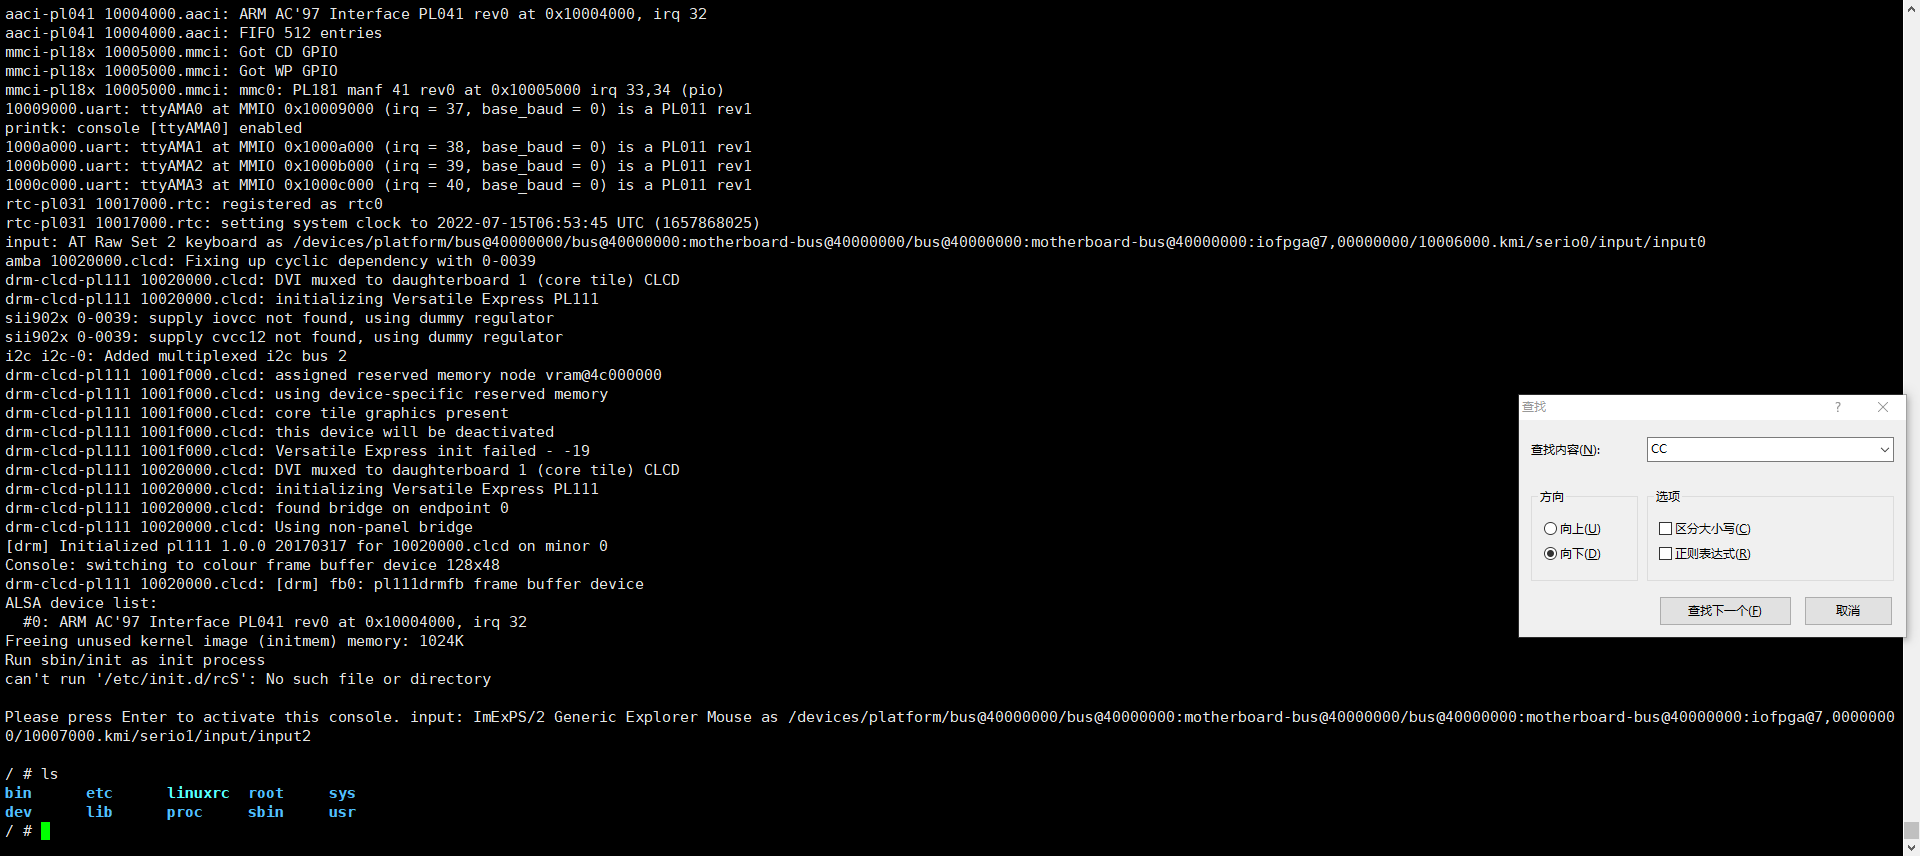 aaci-pl041 10004000.aaci: ARM AC'97 Interface PL041 rev0 at 0x10004000, irq 32
aaci-pl041 10004000.aaci: FIFO 512 entries
mmci-pl18x 10005000.mmci: Got CD GPIO
mmci-pl18x 10005000.mmci: Got WP GPIO
mmci-pl18x 10005000.mmci: mmc0: PL181 manf 41 rev0 at 0x10005000 irq 33,34 (pio)
10009000.uart: ttyAMA0 at MMIO 0x10009000 (irq = 37, base_baud = 0) is a PL011 rev1
printk: console [ttyAMA0] enabled
1000a000.uart: ttyAMA1 at MMIO 0x1000a000 (irq = 38, base_baud = 0) is a PL011 rev1
1000b000.uart: ttyAMA2 at MMIO 0x1000b000 (irq = 39, base_baud = 0) is a PL011 rev1
1000c000.uart: ttyAMA3 at MMIO 0x1000c000 (irq = 40, base_baud = 0) is a PL011 rev1
rtc-pl031 10017000.rtc: registered as rtc0
rtc-pl031 10017000.rtc: setting system clock to 2022-07-15T06:53:45 UTC (1657868025)
input: AT Raw Set 2 keyboard as /devices/platform/bus@40000000/bus@40000000:motherboard-bus@40000000/bus@40000000:motherboard-bus@40000000:iofpga@7,00000000/10006000.kmi/serio0/input/input0
amba 10020000.clcd: Fixing up cyclic dependency with 0-0039
drm-clcd-pl111 10020000.clcd: DVI muxed to daughterboard 1 (core tile) CLCD
drm-clcd-pl111 10020000.clcd: initializing Versatile Express PL111
sii902x 0-0039: supply iovcc not found, using dummy regulator
sii902x 0-0039: supply cvcc12 not found, using dummy regulator
i2c i2c-0: Added multiplexed i2c bus 2
drm-clcd-pl111 1001f000.clcd: assigned reserved memory node vram@4c000000
drm-clcd-pl111 1001f000.clcd: using device-specific reserved memory
drm-clcd-pl111 1001f000.clcd: core tile graphics present
drm-clcd-pl111 1001f000.clcd: this device will be deactivated
drm-clcd-pl111 1001f000.clcd: Versatile Express init failed - -19
drm-clcd-pl111 10020000.clcd: DVI muxed to daughterboard 1 (core tile) CLCD
drm-clcd-pl111 10020000.clcd: initializing Versatile Express PL111
drm-clcd-pl111 10020000.clcd: found bridge on endpoint 0
drm-clcd-pl111 10020000.clcd: Using non-panel bridge
[drm] Initialized pl111 1.0.0 20170317 for 10020000.clcd on minor 0
Console: switching to colour frame buffer device 128x48
drm-clcd-pl111 10020000.clcd: [drm] fb0: pl111drmfb frame buffer device
ALSA device list:
  #0: ARM AC'97 Interface PL041 rev0 at 0x10004000, irq 32
Freeing unused kernel image (initmem) memory: 1024K
Run sbin/init as init process
can't run '/etc/init.d/rcS': No such file or directory
Please press Enter to activate this console. input: ImExPS/2 Generic Explorer Mouse as /devices/platform/bus@40000000/bus@40000000:motherboard-bus@40000000/bus@40000000:motherboard-bus@40000000:iofpga@7,0000000
0/10007000.kmi/serio1/input/input2
/ # ls
bin      etc      linuxrc  root     sys
dev      lib      proc     sbin     usr
/ #
查找 ?
查找内容(N): CC
方向 选项
向上(U) 区分大小写(C)
向下(D) 正则表达式(R)
查找下一个(F) 取消